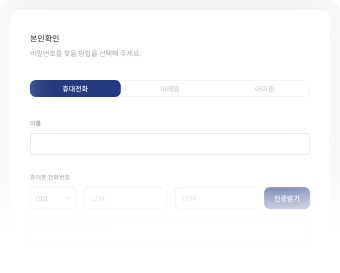 본인확인
비밀번호를 찾을 방법을 선택해 주세요.
휴대전화 이메일 아이핀
이름
휴대폰 전화번호
010 1234 1234 인증받기